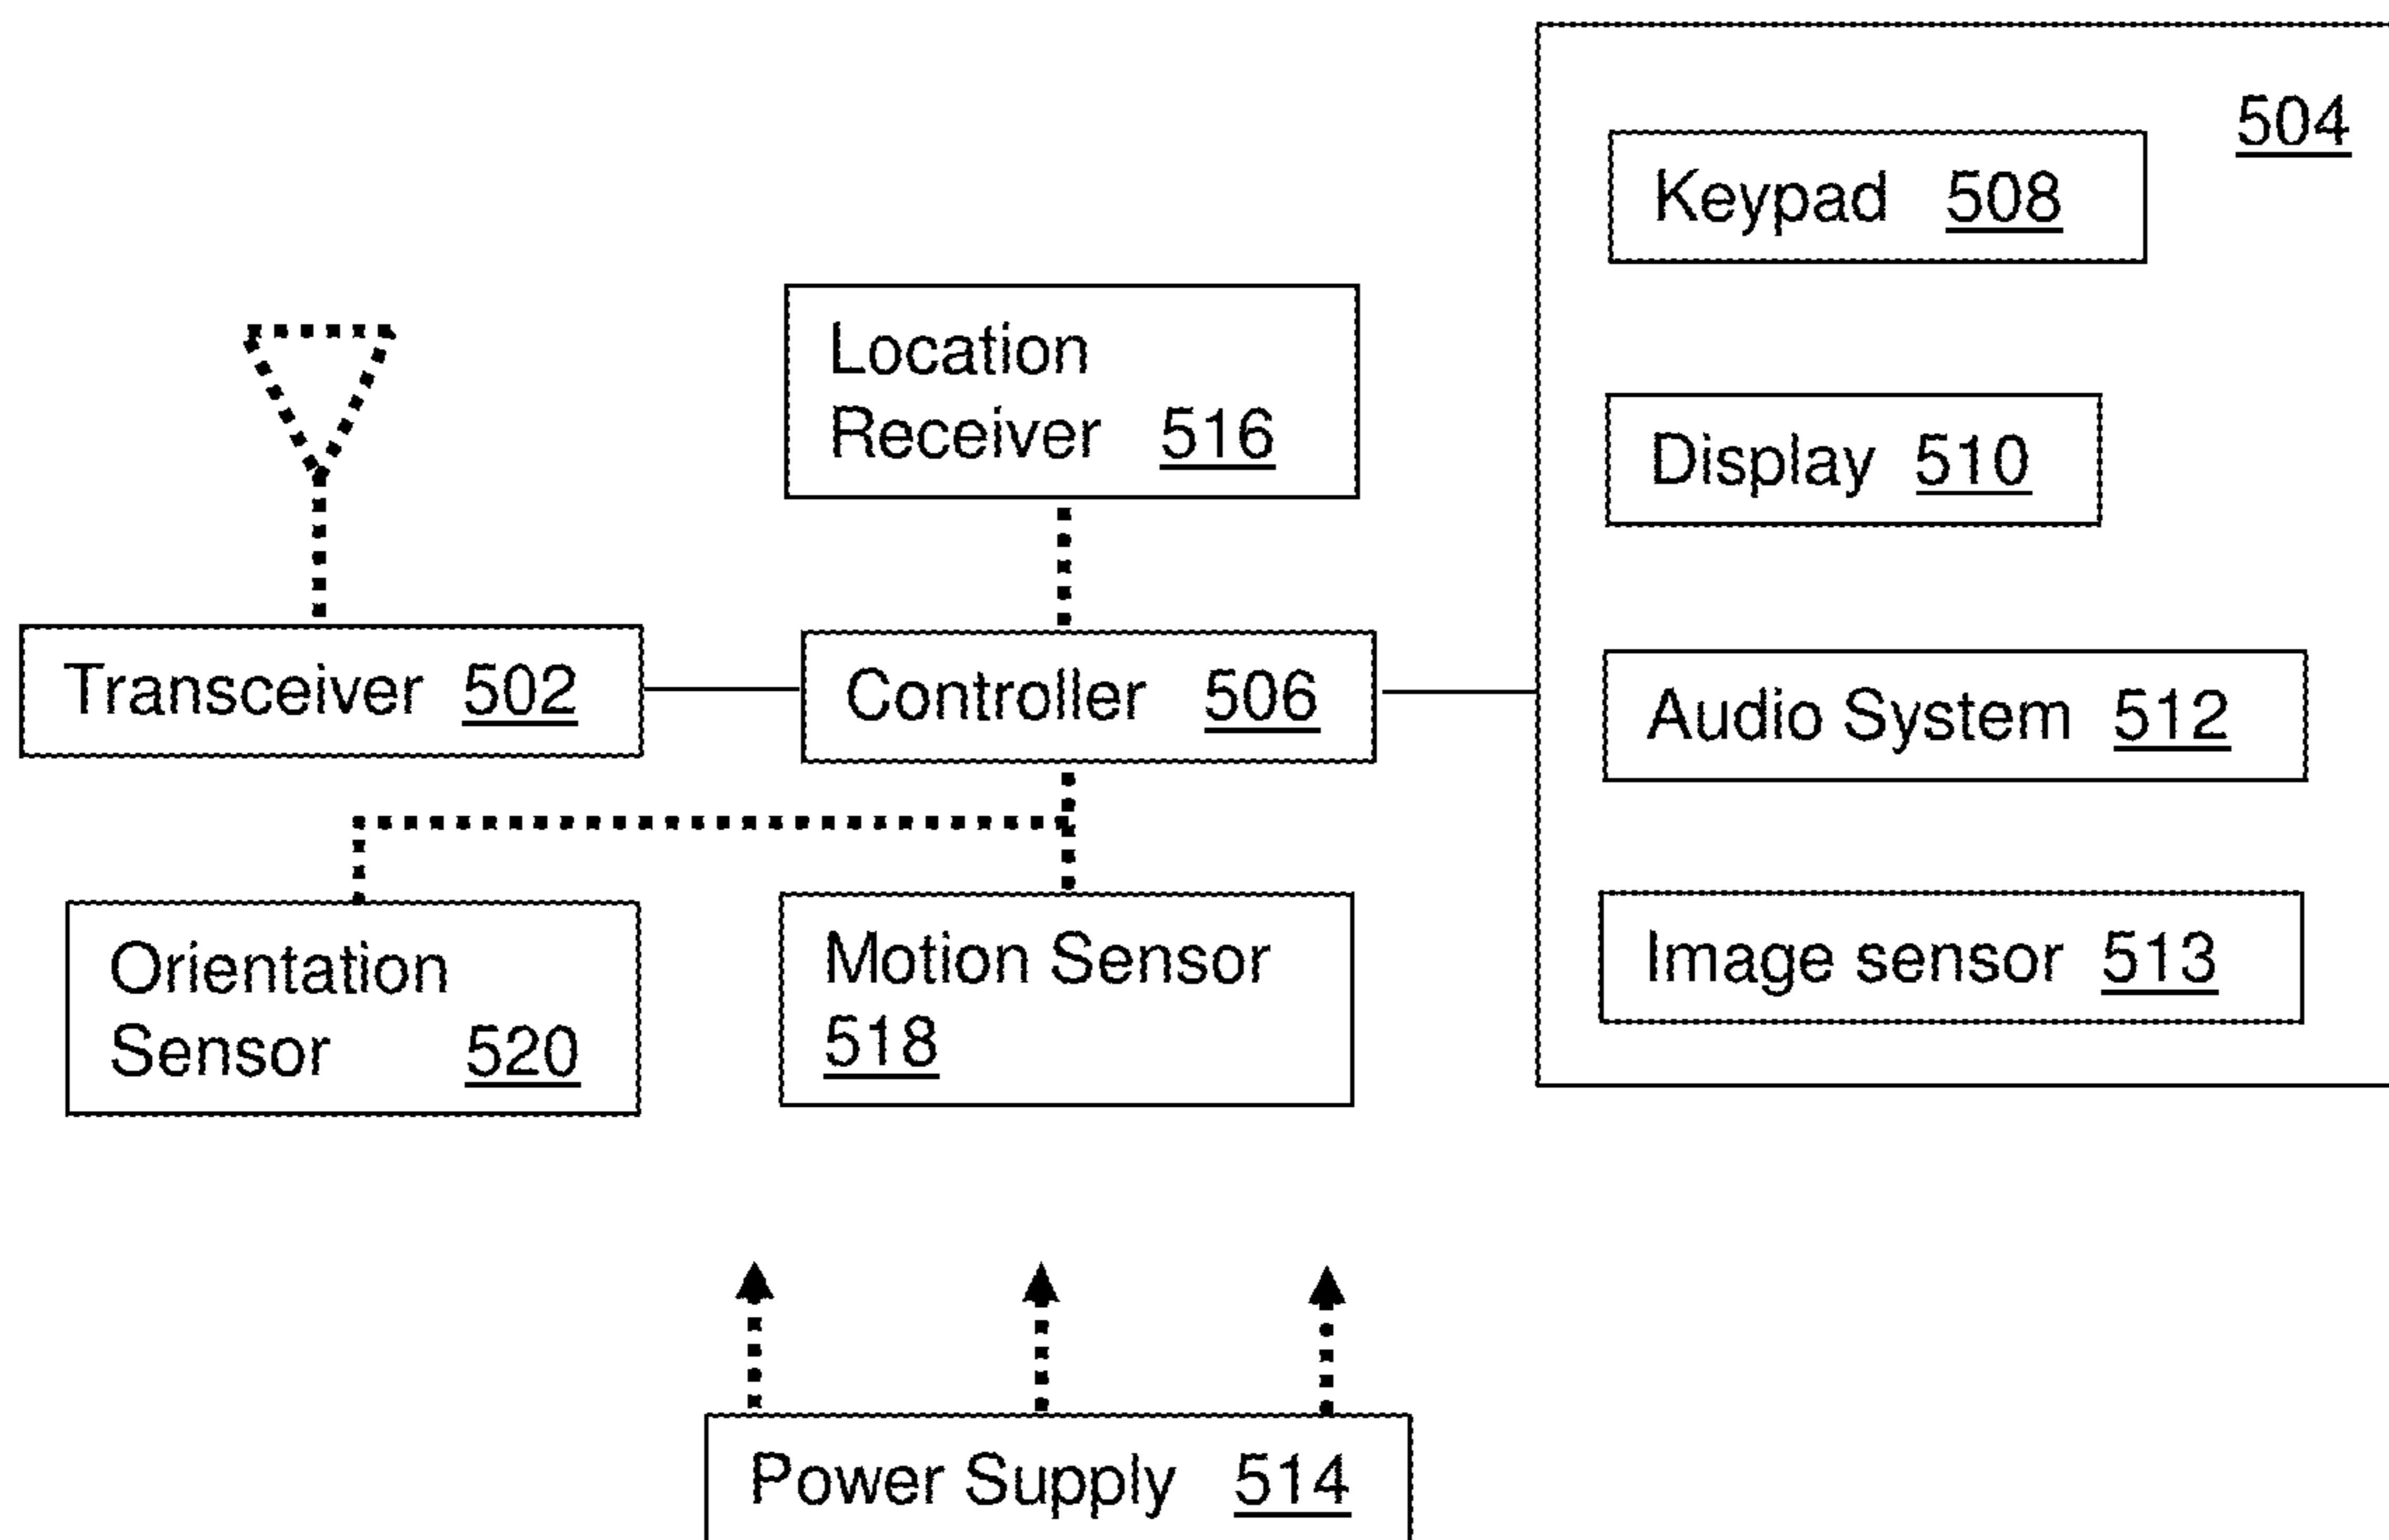 504
Keypad 508
Location
Receiver 516
Display 510
Transceiver 502
Controller 506
Audio System 512
Orientation
Sensor 520
Motion Sensor
518
Image sensor 513
Power Supply 514